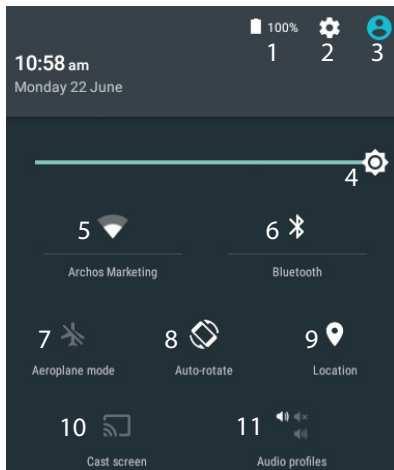 100%
1 2 3
10:58 am
Monday 22 June
4
5 6
Archos Marketing Bluetooth
7 8 9
Aeroplane mode Auto-rotate Location
10 11
Cast screen Audio profiles